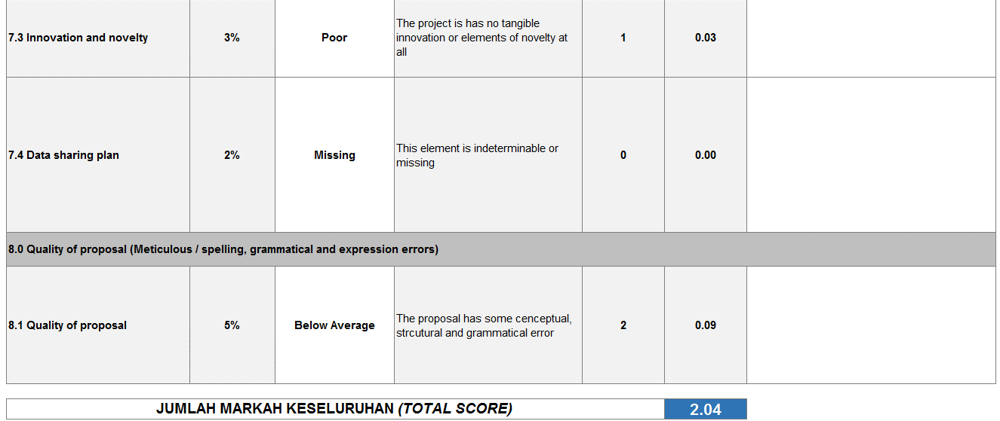 The project is has no tangible
7.3 Innovation and novelty 3% Poor innovation or elements of novelty at 1 0.03
all
7.4 Data sharing plan 2% Missing This element is indeterminable or 0 0.00
missing
8.0 Quality of proposal (Meticulous / spelling, grammatical and expression errors)
8.1 Quality of proposal 5% Below Average The proposal has some cenceptual, 2 0.09
strcutural and grammatical error
JUMLAH MARKAH KESELURUHAN (TOTAL SCORE) 2.04